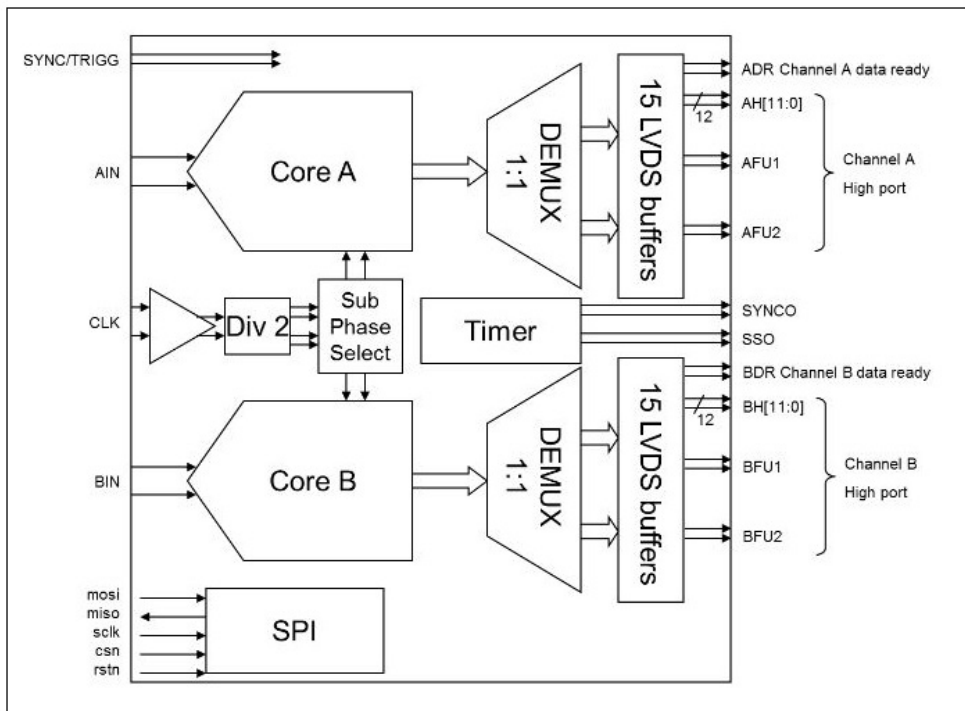 SYNC/TRIGG
AIN
CLK
BIN
mosi
miso
sclk
csn
rstn
Core A
DEMUX
1:1
15 LVDS buffers
Div 2
Sub
Phase
Select
Timer
Core B
DEMUX
1:1
15 LVDS buffers
SPI
ADR Channel A data ready
AH[11:0]
12
AFU1
AFU2
Channel A
High port
SYNCO
SSO
BDR Channel B data ready
BH[11:0]
12
BFU1
BFU2
Channel B
High port